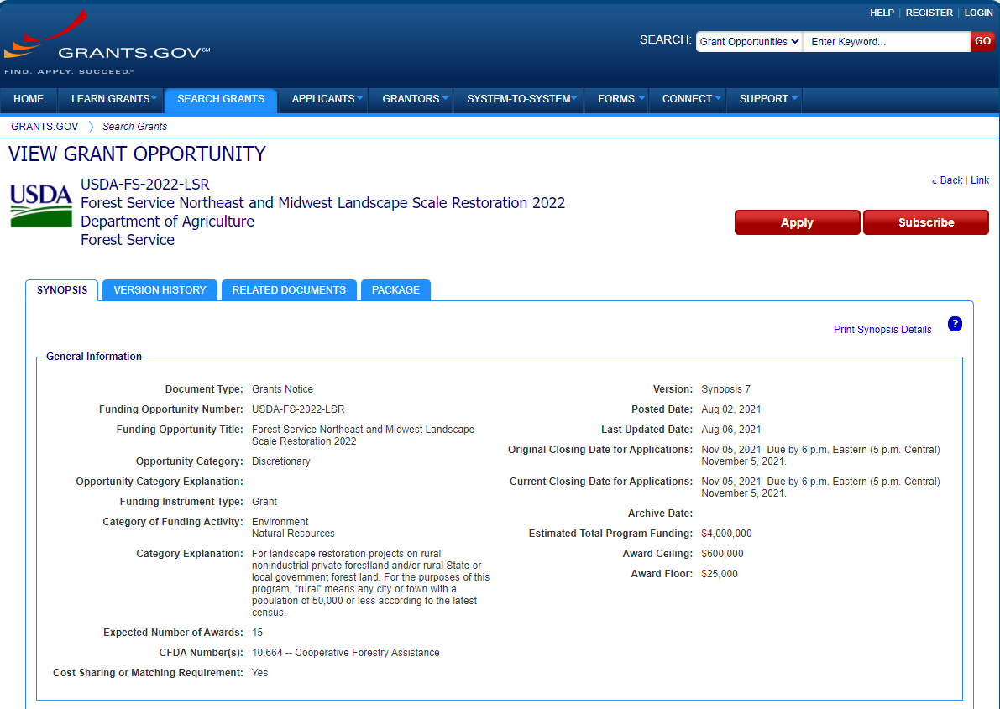 HELP | REGISTER | LOGIN
GRANTS.GOV℠
FIND. APPLY. SUCCEED.℠
SEARCH: Grant Opportunities Enter Keyword... GO
HOME LEARN GRANTS SEARCH GRANTS APPLICANTS GRANTORS SYSTEM-TO-SYSTEM FORMS CONNECT SUPPORT
GRANTS.GOV 〉 Search Grants
VIEW GRANT OPPORTUNITY
USDA
USDA-FS-2022-LSR
Forest Service Northeast and Midwest Landscape Scale Restoration 2022
Department of Agriculture
Forest Service
« Back | Link
Apply Subscribe
SYNOPSIS VERSION HISTORY RELATED DOCUMENTS PACKAGE
Print Synopsis Details ?
General Information
Document Type: Grants Notice
Funding Opportunity Number: USDA-FS-2022-LSR
Funding Opportunity Title: Forest Service Northeast and Midwest Landscape
Scale Restoration 2022
Opportunity Category: Discretionary
Opportunity Category Explanation:
Funding Instrument Type: Grant
Category of Funding Activity: Environment
Natural Resources
Category Explanation: For landscape restoration projects on rural
nonindustrial private forestland and/or rural State or
local government forest land. For the purposes of this
program, “rural” means any city or town with a
population of 50,000 or less according to the latest
census.
Expected Number of Awards: 15
CFDA Number(s): 10.664 -- Cooperative Forestry Assistance
Cost Sharing or Matching Requirement: Yes
Version: Synopsis 7
Posted Date: Aug 02, 2021
Last Updated Date: Aug 06, 2021
Original Closing Date for Applications: Nov 05, 2021 Due by 6 p.m. Eastern (5 p.m. Central)
November 5, 2021.
Current Closing Date for Applications: Nov 05, 2021 Due by 6 p.m. Eastern (5 p.m. Central)
November 5, 2021.
Archive Date:
Estimated Total Program Funding: $4,000,000
Award Ceiling: $600,000
Award Floor: $25,000